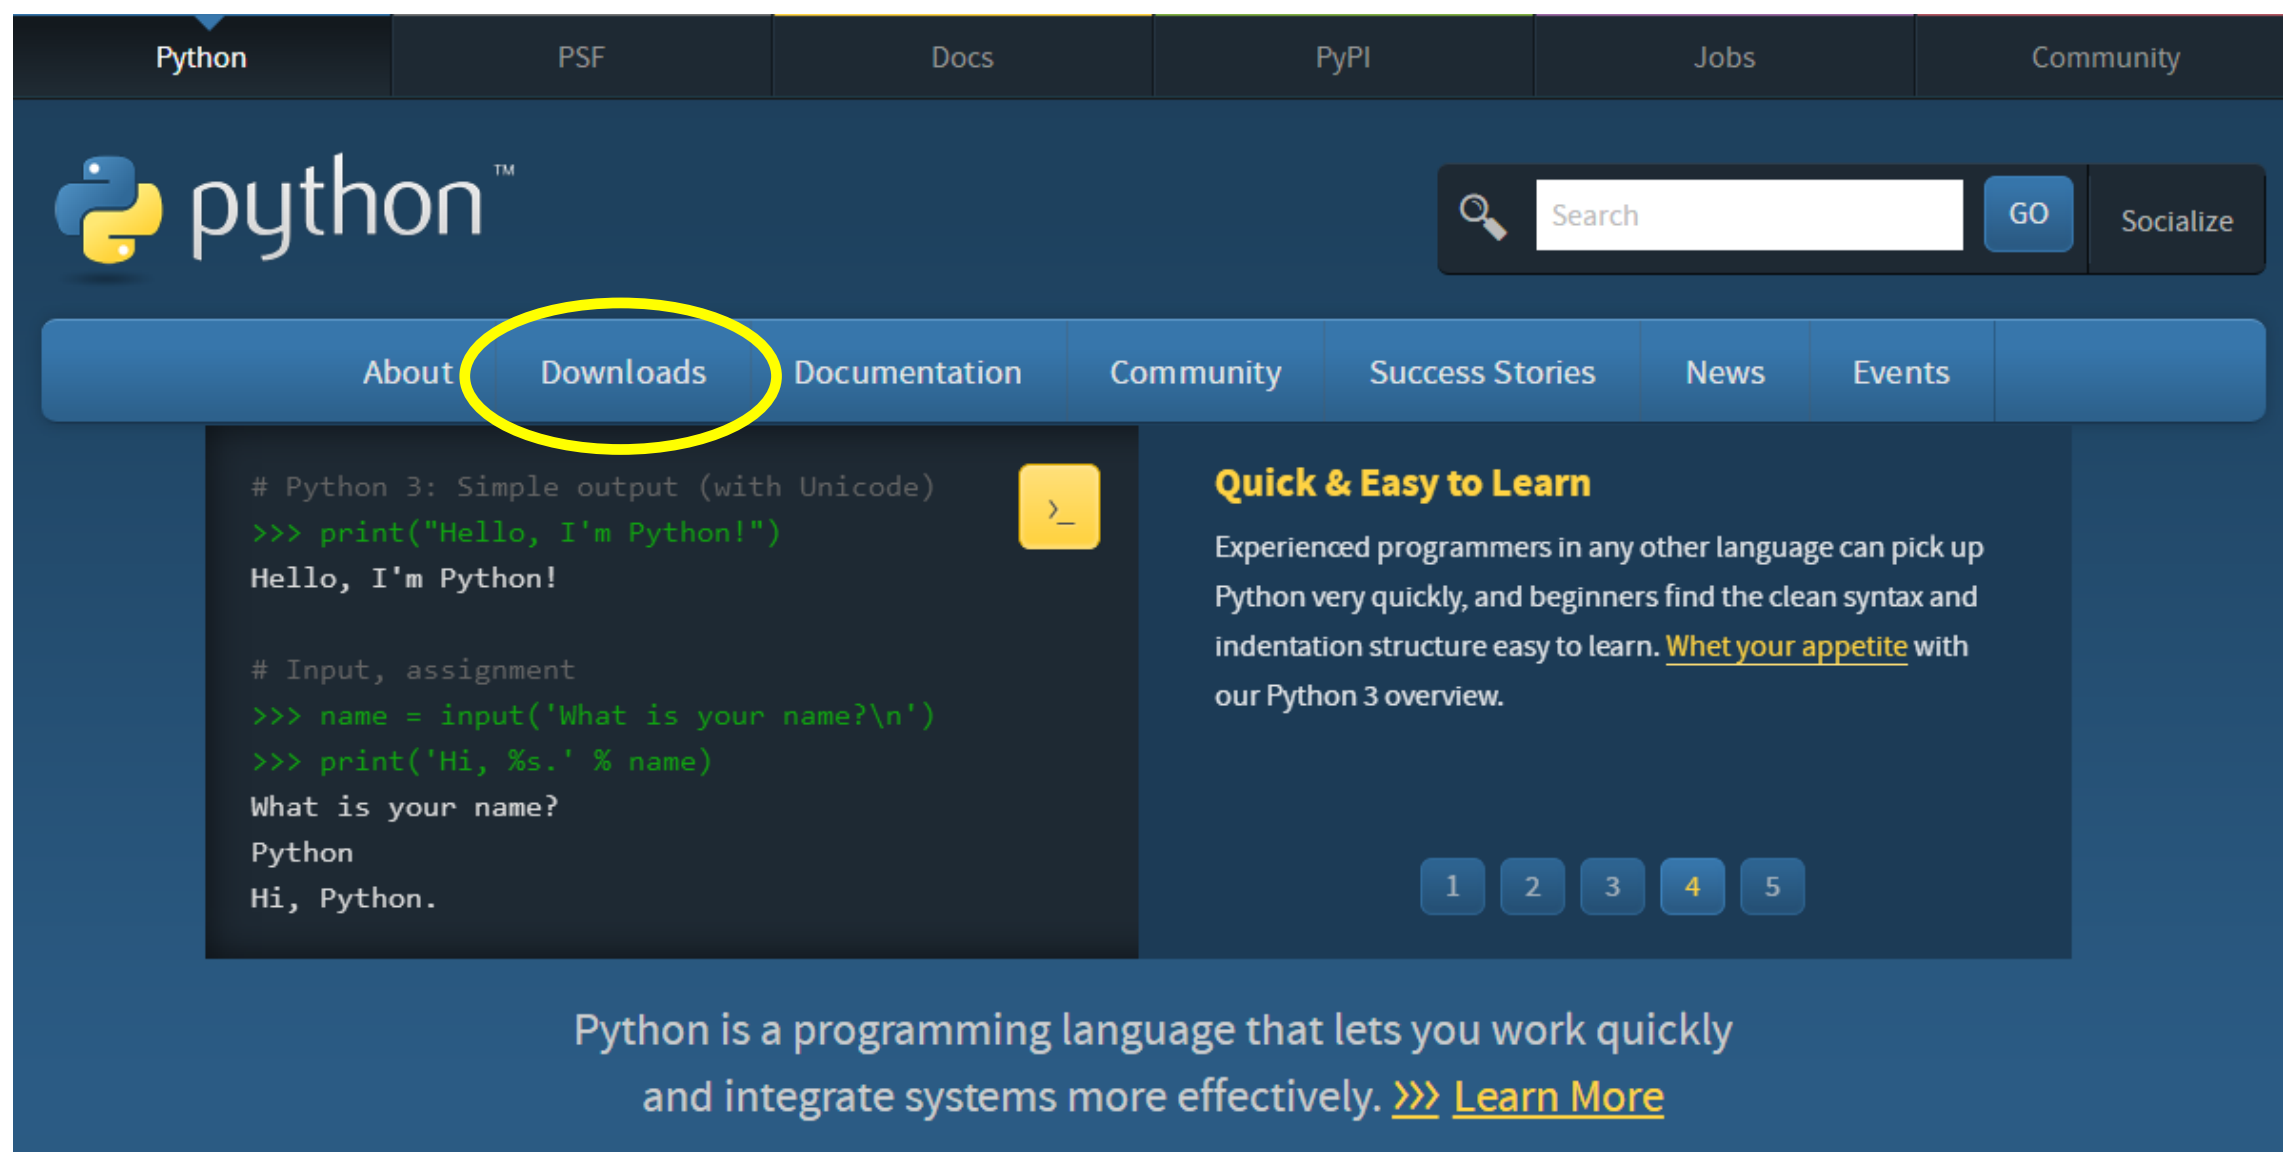 Python PSF Docs PyPI Jobs Community
python™
Search GO Socialize
About Downloads Documentation Community Success Stories News Events
# Python 3: Simple output (with Unicode)
>>> print("Hello, I'm Python!")
Hello, I'm Python!
# Input, assignment
>>> name = input('What is your name?\n')
>>> print('Hi, %s.' % name)
What is your name?
Python
Hi, Python.
>_
Quick & Easy to Learn
Experienced programmers in any other language can pick up
Python very quickly, and beginners find the clean syntax and
indentation structure easy to learn. Whet your appetite with
our Python 3 overview.
1 2 3 4 5
Python is a programming language that lets you work quickly
and integrate systems more effectively. >>> Learn More